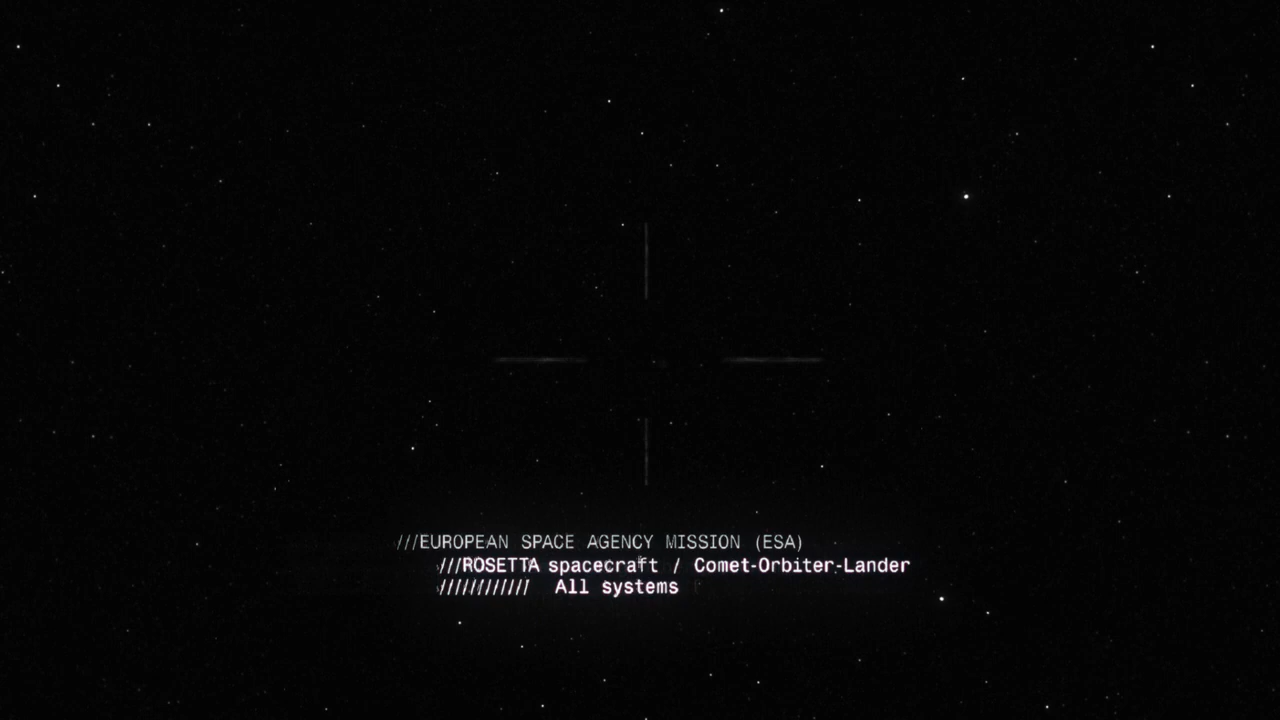 ///EUROPEAN SPACE AGENCY MISSION (ESA)
///ROSETTA spacecraft / Comet-Orbiter-Lander
//////////// All systems